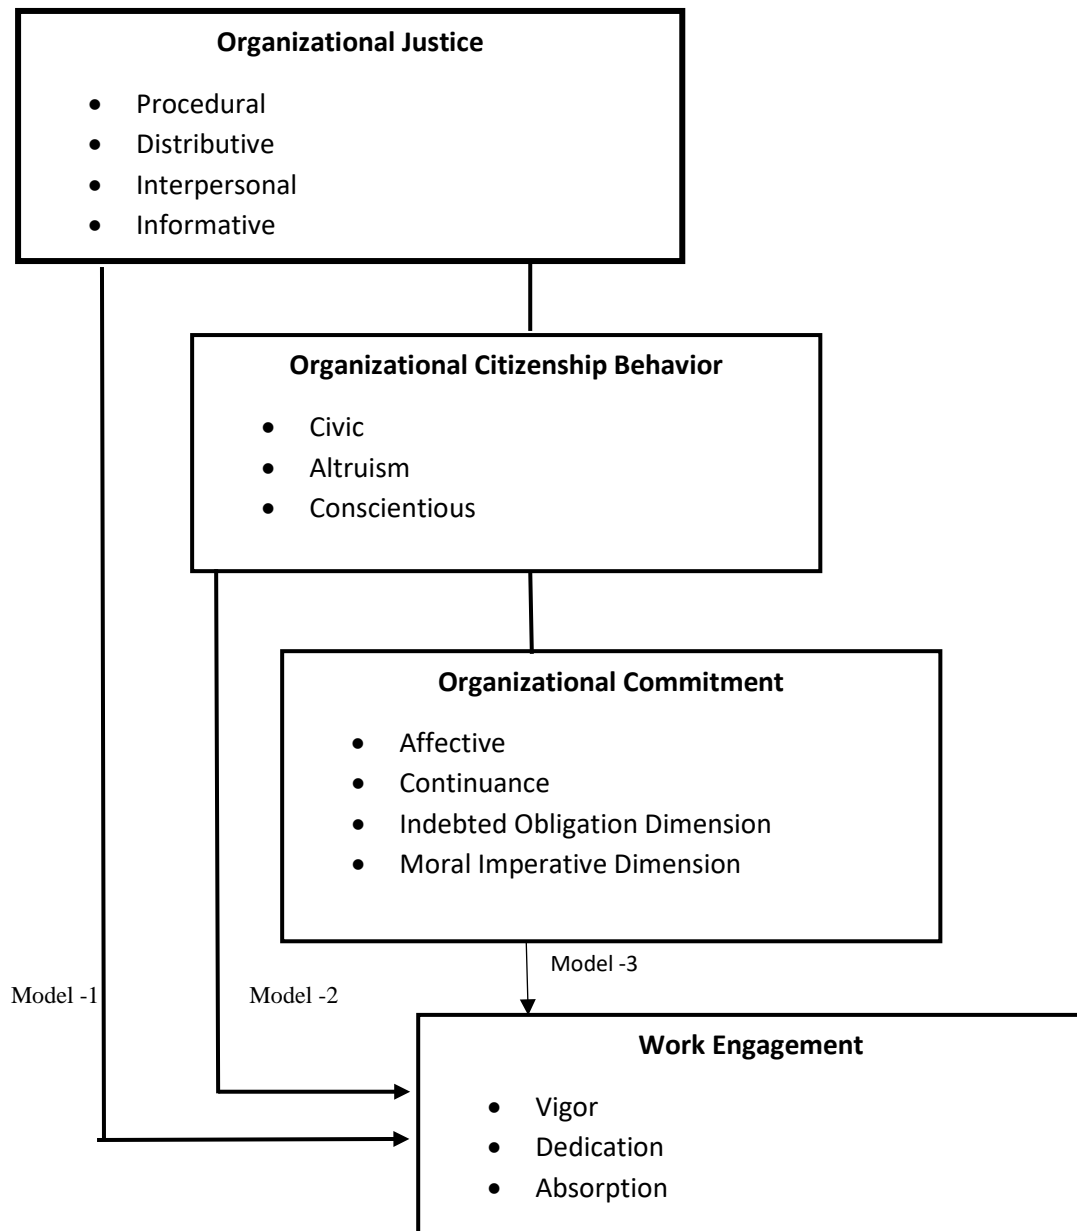 Organizational Justice
• Procedural
• Distributive
• Interpersonal
• Informative
Organizational Citizenship Behavior
• Civic
• Altruism
• Conscientious
Organizational Commitment
• Affective
• Continuance
• Indebted Obligation Dimension
• Moral Imperative Dimension
Model -3
Model -1
Model -2
Work Engagement
• Vigor
• Dedication
• Absorption